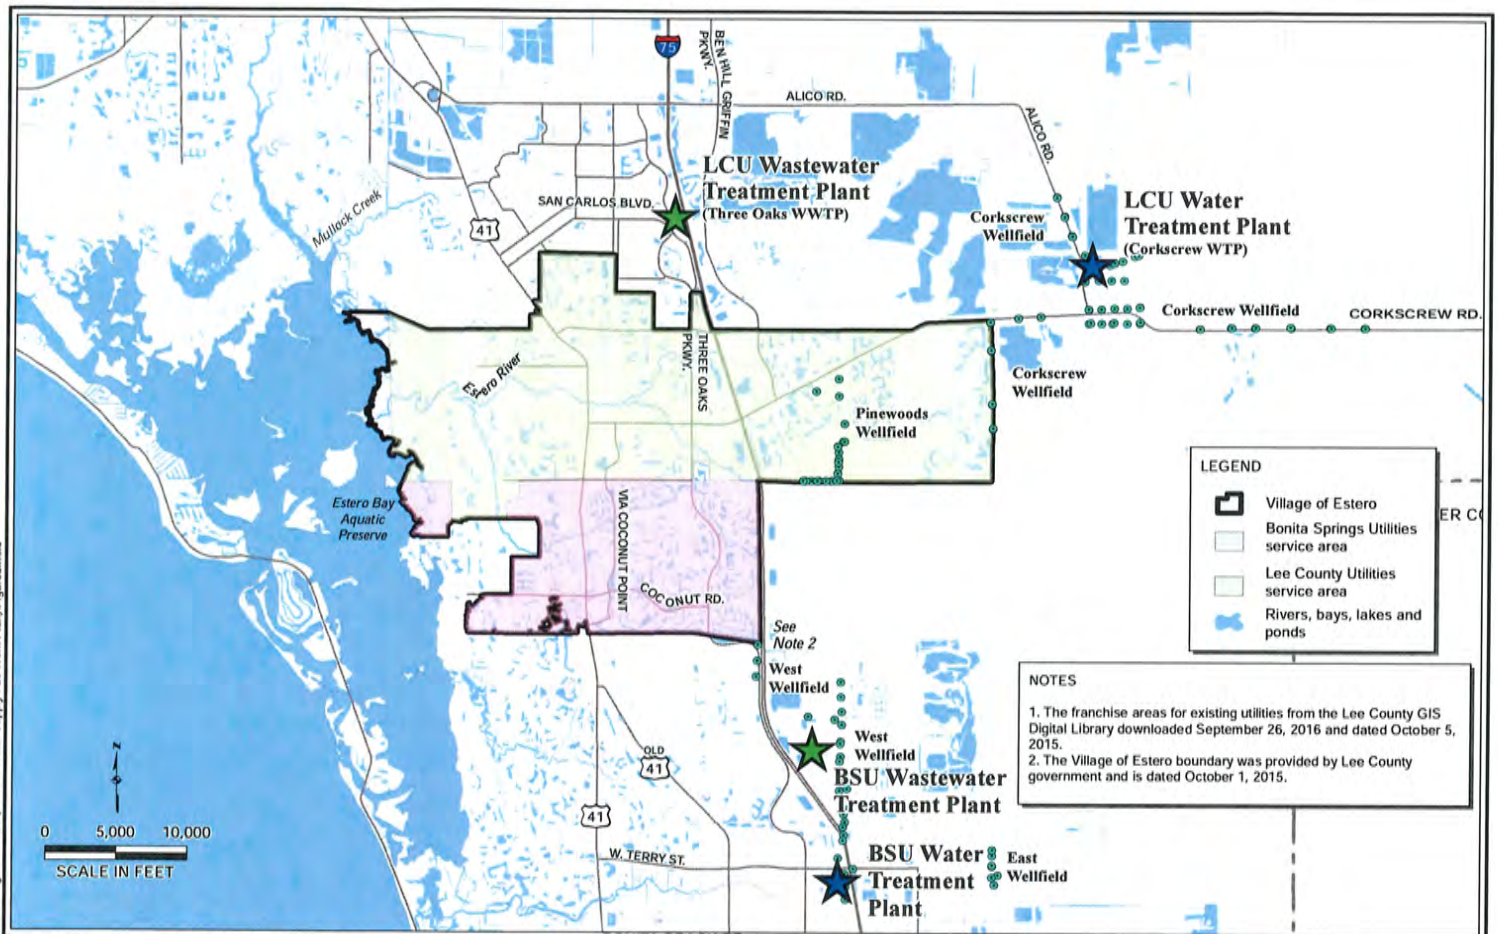 75
BEN HILL GRIFFIN
PKWY.
ALICO RD.
ALICO RD.
LCU Wastewater
Treatment Plant
(Three Oaks WWTP)
SAN CARLOS BLVD.
41
Mullock Creek
LCU Water
Treatment Plant
(Corkscrew WTP)
Corkscrew
Wellfield
Corkscrew Wellfield
CORKSCREW RD.
Estero River
THREE OAKS
PKWY.
Corkscrew
Wellfield
Pinewoods
Wellfield
Estero Bay
Aquatic
Preserve
VIA COCONUT POINT
COCONUT RD.
See
Note 2
West
Wellfield
West
Wellfield
BSU Wastewater
Treatment Plant
OLD
41
41
W. TERRY ST.
BSU Water
Treatment
Plant
East
Wellfield
N
0 5,000 10,000
SCALE IN FEET
LEGEND
Village of Estero
Bonita Springs Utilities
service area
Lee County Utilities
service area
Rivers, bays, lakes and
ponds
NOTES
1. The franchise areas for existing utilities from the Lee County GIS
Digital Library downloaded September 26, 2016 and dated October 5,
2015.
2. The Village of Estero boundary was provided by Lee County
government and is dated October 1, 2015.